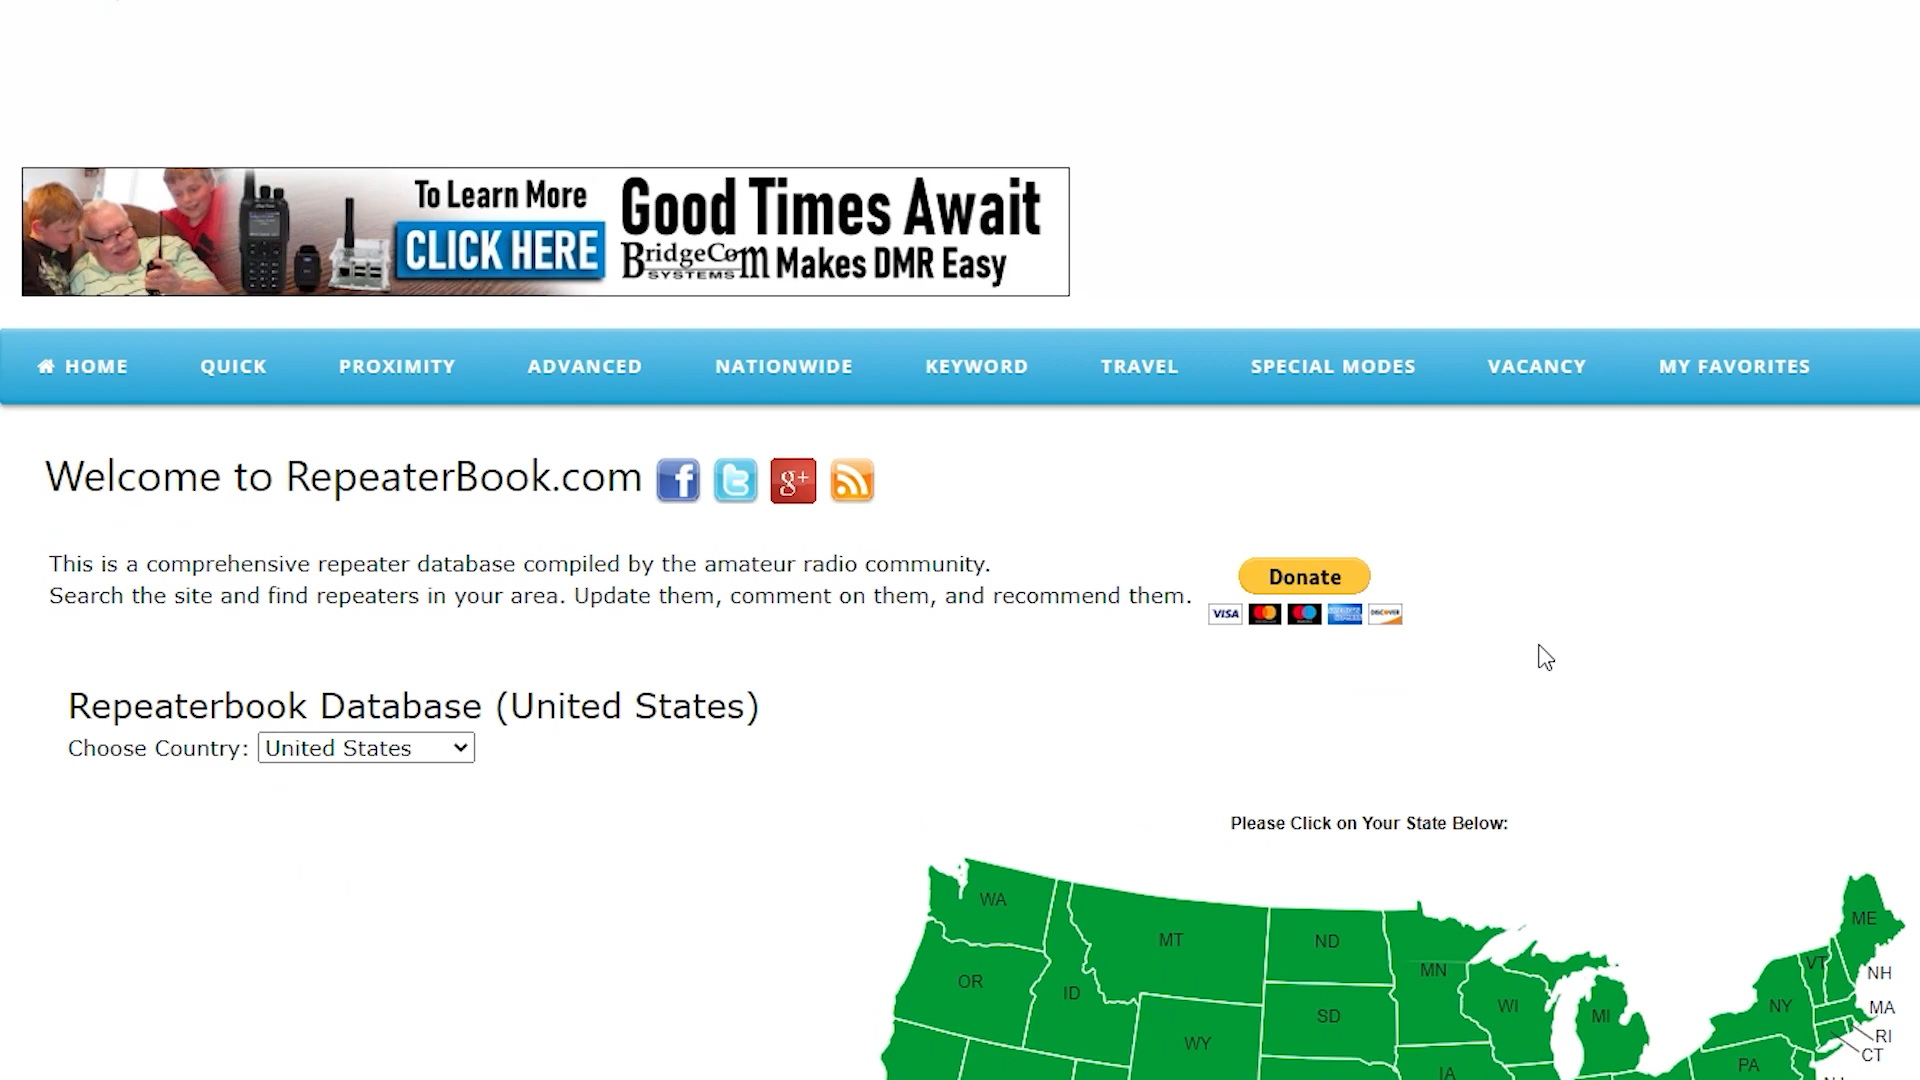 To Learn More
CLICK HERE
Good Times Await
BridgeCom
SYSTEMS
Makes DMR Easy
HOME QUICK PROXIMITY ADVANCED NATIONWIDE KEYWORD TRAVEL SPECIAL MODES VACANCY MY FAVORITES
Welcome to RepeaterBook.com
f t g+
This is a comprehensive repeater database compiled by the amateur radio community.
Search the site and find repeaters in your area. Update them, comment on them, and recommend them.
Donate
VISA
DISCOVER
Repeaterbook Database (United States)
Choose Country: United States
Please Click on Your State Below:
WA
MT
ND
MN
ME
OR
ID
SD
WI
MI
NY
VT
NH
MA
WY
RI
CT
PA
IA